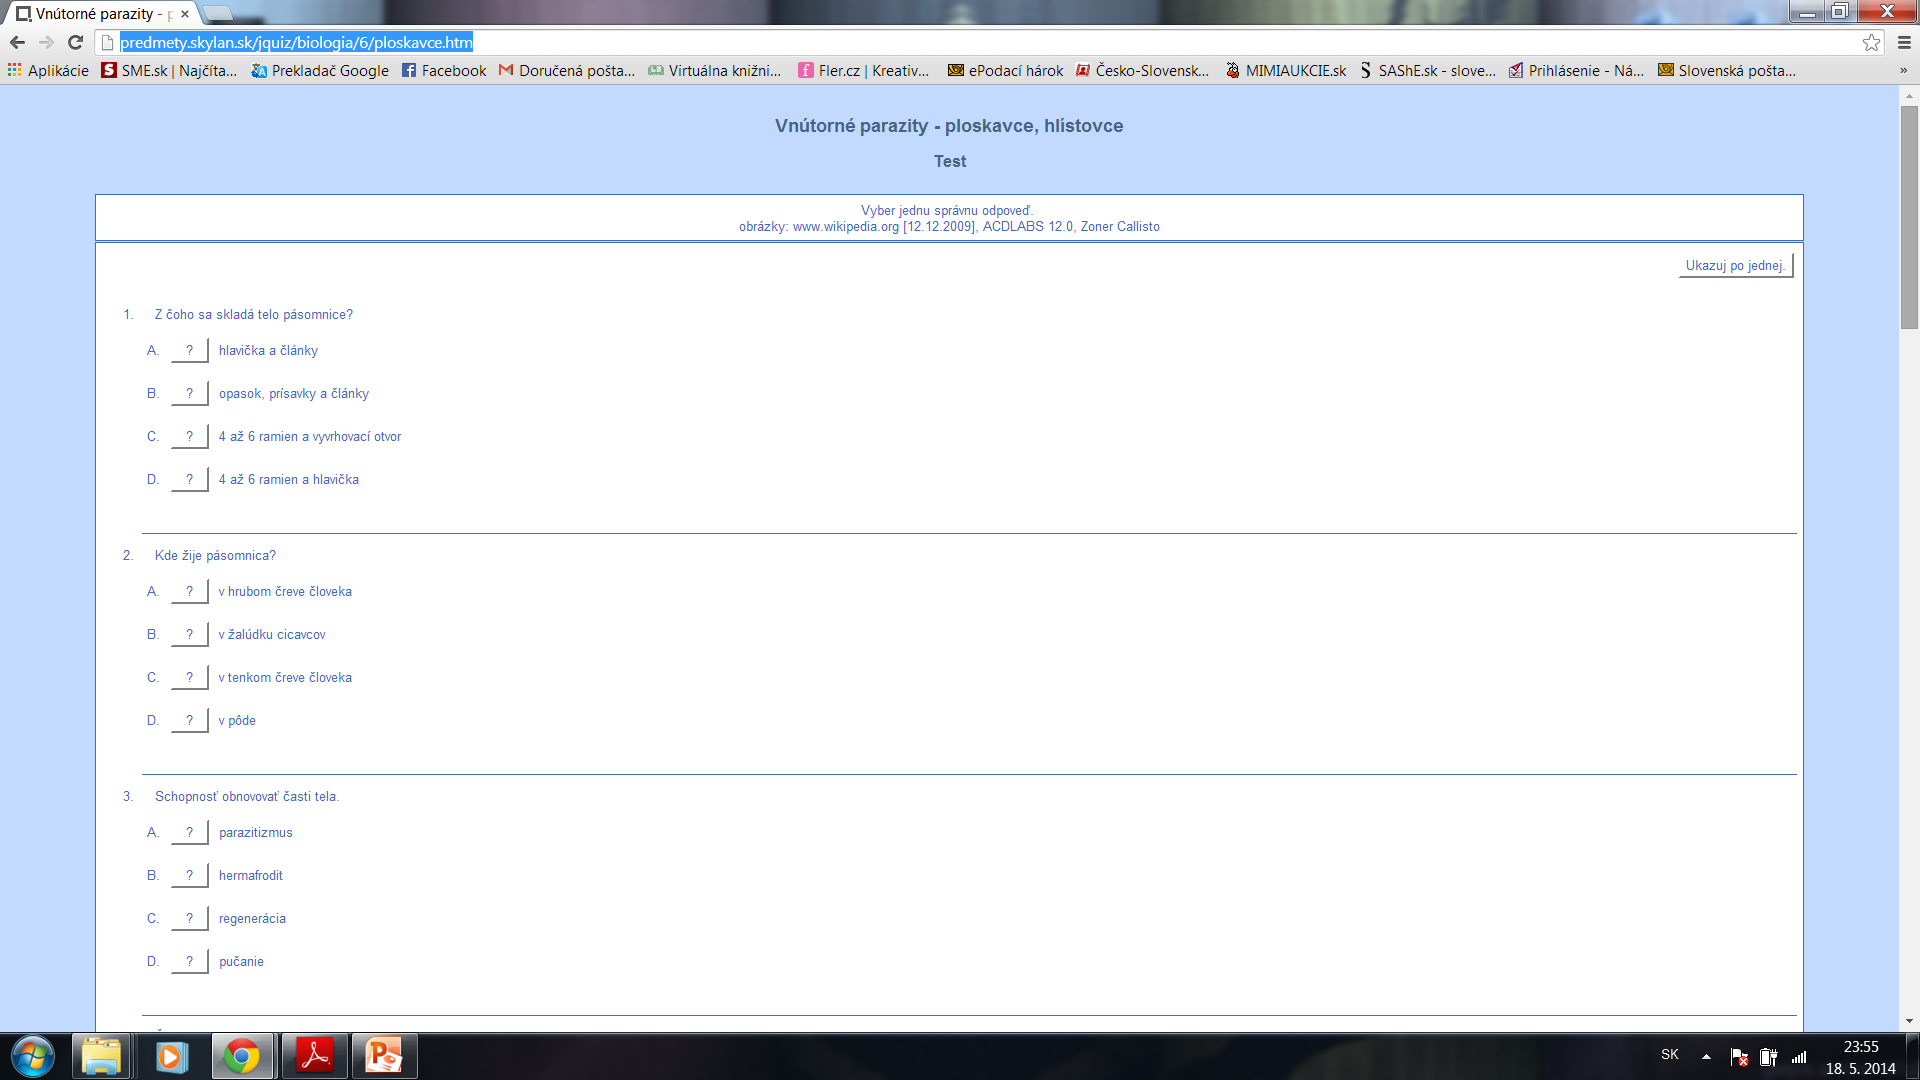 Vnútorné parazity - p
predmety.skylan.sk/jquiz/biologia/6/ploskavce.htm
Aplikácie SME.sk | Najčíta... Prekladač Google Facebook Doručená pošta... Virtuálna knižni... Fler.cz | Kreativ... ePodací hárok Česko-Slovensk... MIMIAUKCIE.sk SAShE.sk - slove... Prihlásenie - Ná... Slovenská pošta... »
Vnútorné parazity - ploskavce, hlístovce
Test
Vyber jednu správnu odpoveď.
obrázky: www.wikipedia.org [12.12.2009], ACDLABS 12.0, Zoner Callisto
Ukazuj po jednej.
1. Z čoho sa skladá telo pásomnice?
A. ? hlavička a články
B. ? opasok, prísavky a články
C. ? 4 až 6 ramien a vyvrhovací otvor
D. ? 4 až 6 ramien a hlavička
2. Kde žije pásomnica?
A. ? v hrubom čreve človeka
B. ? v žalúdku cicavcov
C. ? v tenkom čreve človeka
D. ? v pôde
3. Schopnosť obnovovať časti tela.
A. ? parazitizmus
B. ? hermafrodit
C. ? regenerácia
D. ? pučanie
SK
23:55
18. 5. 2014